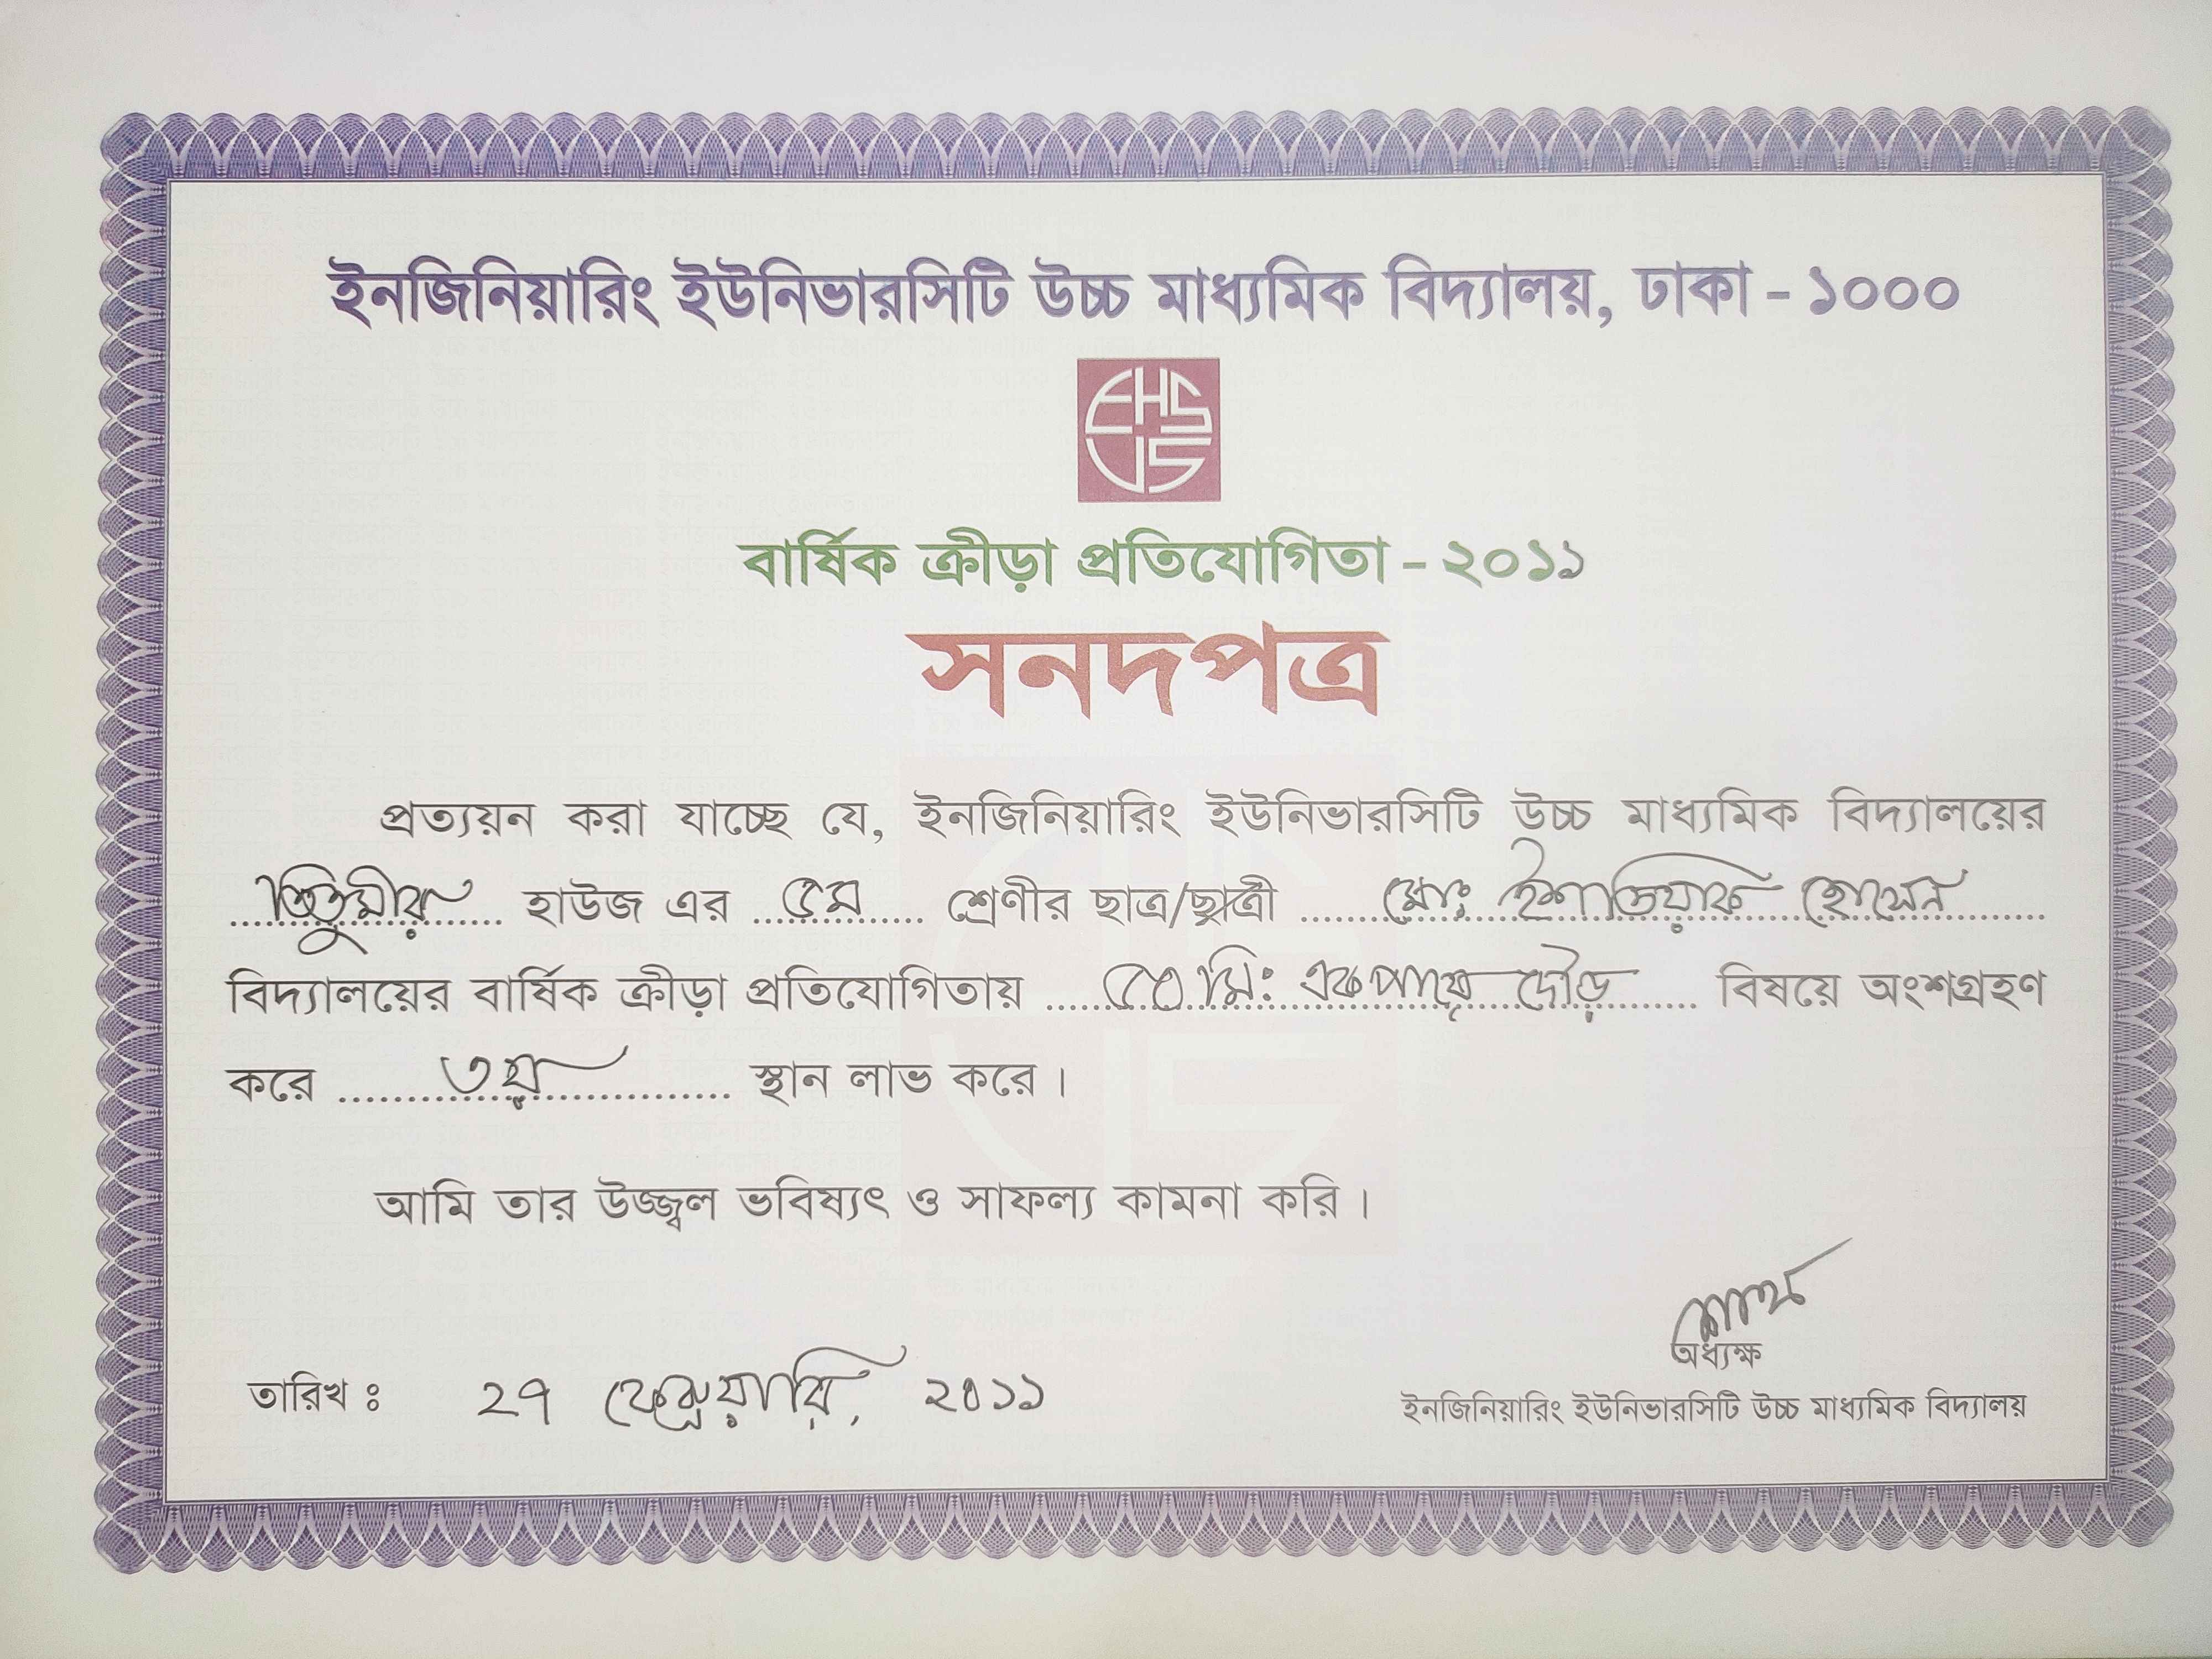 ইনজিনিয়ারিং ইউনিভারসিটি উচ্চ মাধ্যমিক বিদ্যালয়, ঢাকা - ১০০০
EHS
US
বার্ষিক ক্রীড়া প্রতিযোগিতা - ২০১১
সনদপত্র
প্রত্যয়ন করা যাচ্ছে যে, ইনজিনিয়ারিং ইউনিভারসিটি উচ্চ মাধ্যমিক বিদ্যালয়ের
তিতুমীর হাউজ এর ৫ম শ্রেণীর ছাত্র/ছাত্রী মোঃ ইশতিয়াক হোসেন
বিদ্যালয়ের বার্ষিক ক্রীড়া প্রতিযোগিতায় ৫০ মি: একপায়ে দৌড় বিষয়ে অংশগ্রহণ
করে ৩য় স্থান লাভ করে ।
আমি তার উজ্জ্বল ভবিষ্যৎ ও সাফল্য কামনা করি ।
অধ্যক্ষ
তারিখ ঃ ২৭ ফেব্রুয়ারি, ২০১১
ইনজিনিয়ারিং ইউনিভারসিটি উচ্চ মাধ্যমিক বিদ্যালয়